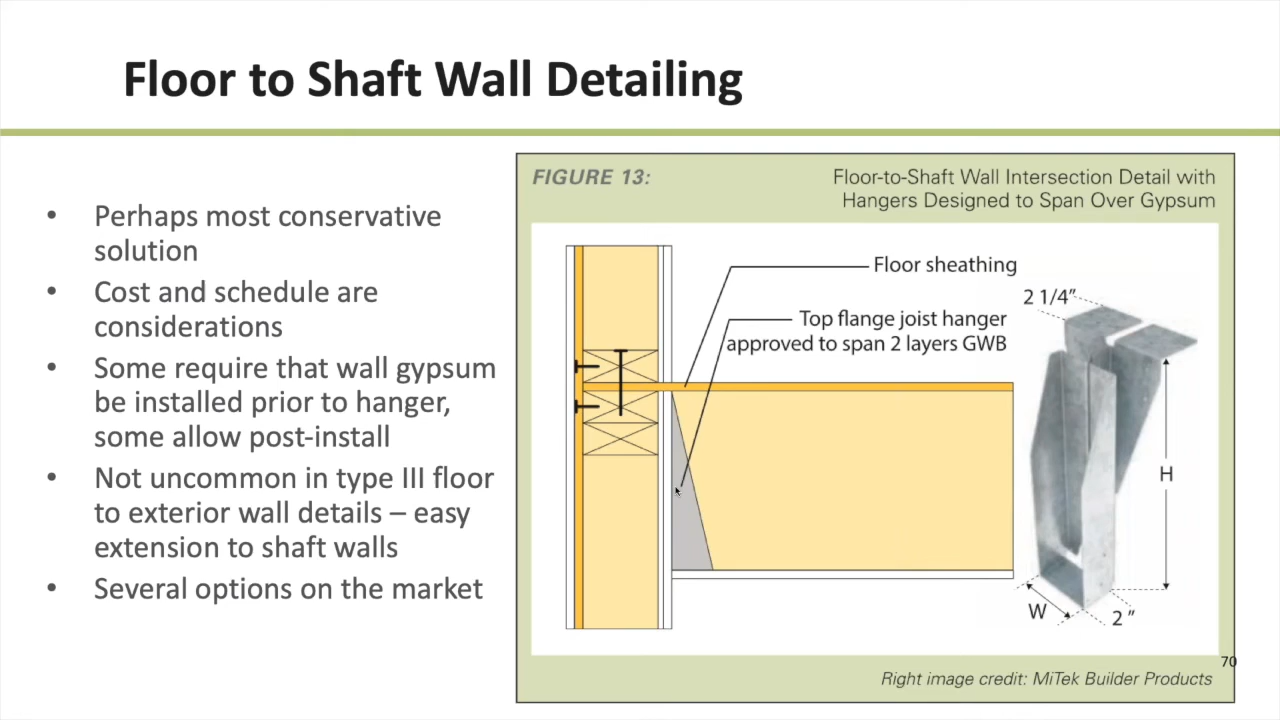 Floor to Shaft Wall Detailing
• Perhaps most conservative
solution
• Cost and schedule are
considerations
• Some require that wall gypsum
be installed prior to hanger,
some allow post-install
• Not uncommon in type III floor
to exterior wall details – easy
extension to shaft walls
• Several options on the market
FIGURE 13:
Floor-to-Shaft Wall Intersection Detail with
Hangers Designed to Span Over Gypsum
Floor sheathing
2 1/4”
Top flange joist hanger
approved to span 2 layers GWB
H
W
2 ”
70
Right image credit: MiTek Builder Products